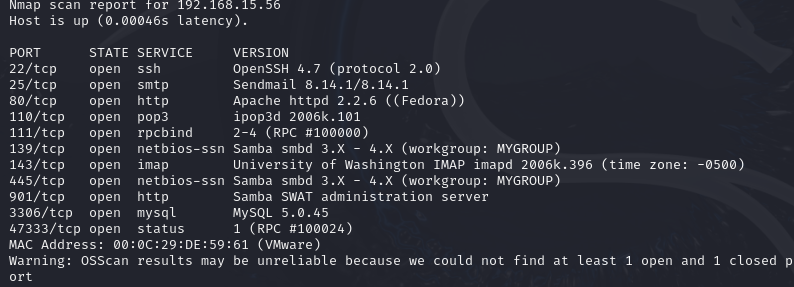 Nmap scan report for 192.168.15.56
Host is up (0.00046s latency).
PORT      STATE SERVICE     VERSION
22/tcp    open  ssh         OpenSSH 4.7 (protocol 2.0)
25/tcp    open  smtp        Sendmail 8.14.1/8.14.1
80/tcp    open  http        Apache httpd 2.2.6 ((Fedora))
110/tcp   open  pop3        ipop3d 2006k.101
111/tcp   open  rpcbind     2-4 (RPC #100000)
139/tcp   open  netbios-ssn Samba smbd 3.X - 4.X (workgroup: MYGROUP)
143/tcp   open  imap        University of Washington IMAP imapd 2006k.396 (time zone: -0500)
445/tcp   open  netbios-ssn Samba smbd 3.X - 4.X (workgroup: MYGROUP)
901/tcp   open  http        Samba SWAT administration server
3306/tcp  open  mysql       MySQL 5.0.45
47333/tcp open  status      1 (RPC #100024)
MAC Address: 00:0C:29:DE:59:61 (VMware)
Warning: OSScan results may be unreliable because we could not find at least 1 open and 1 closed p
ort